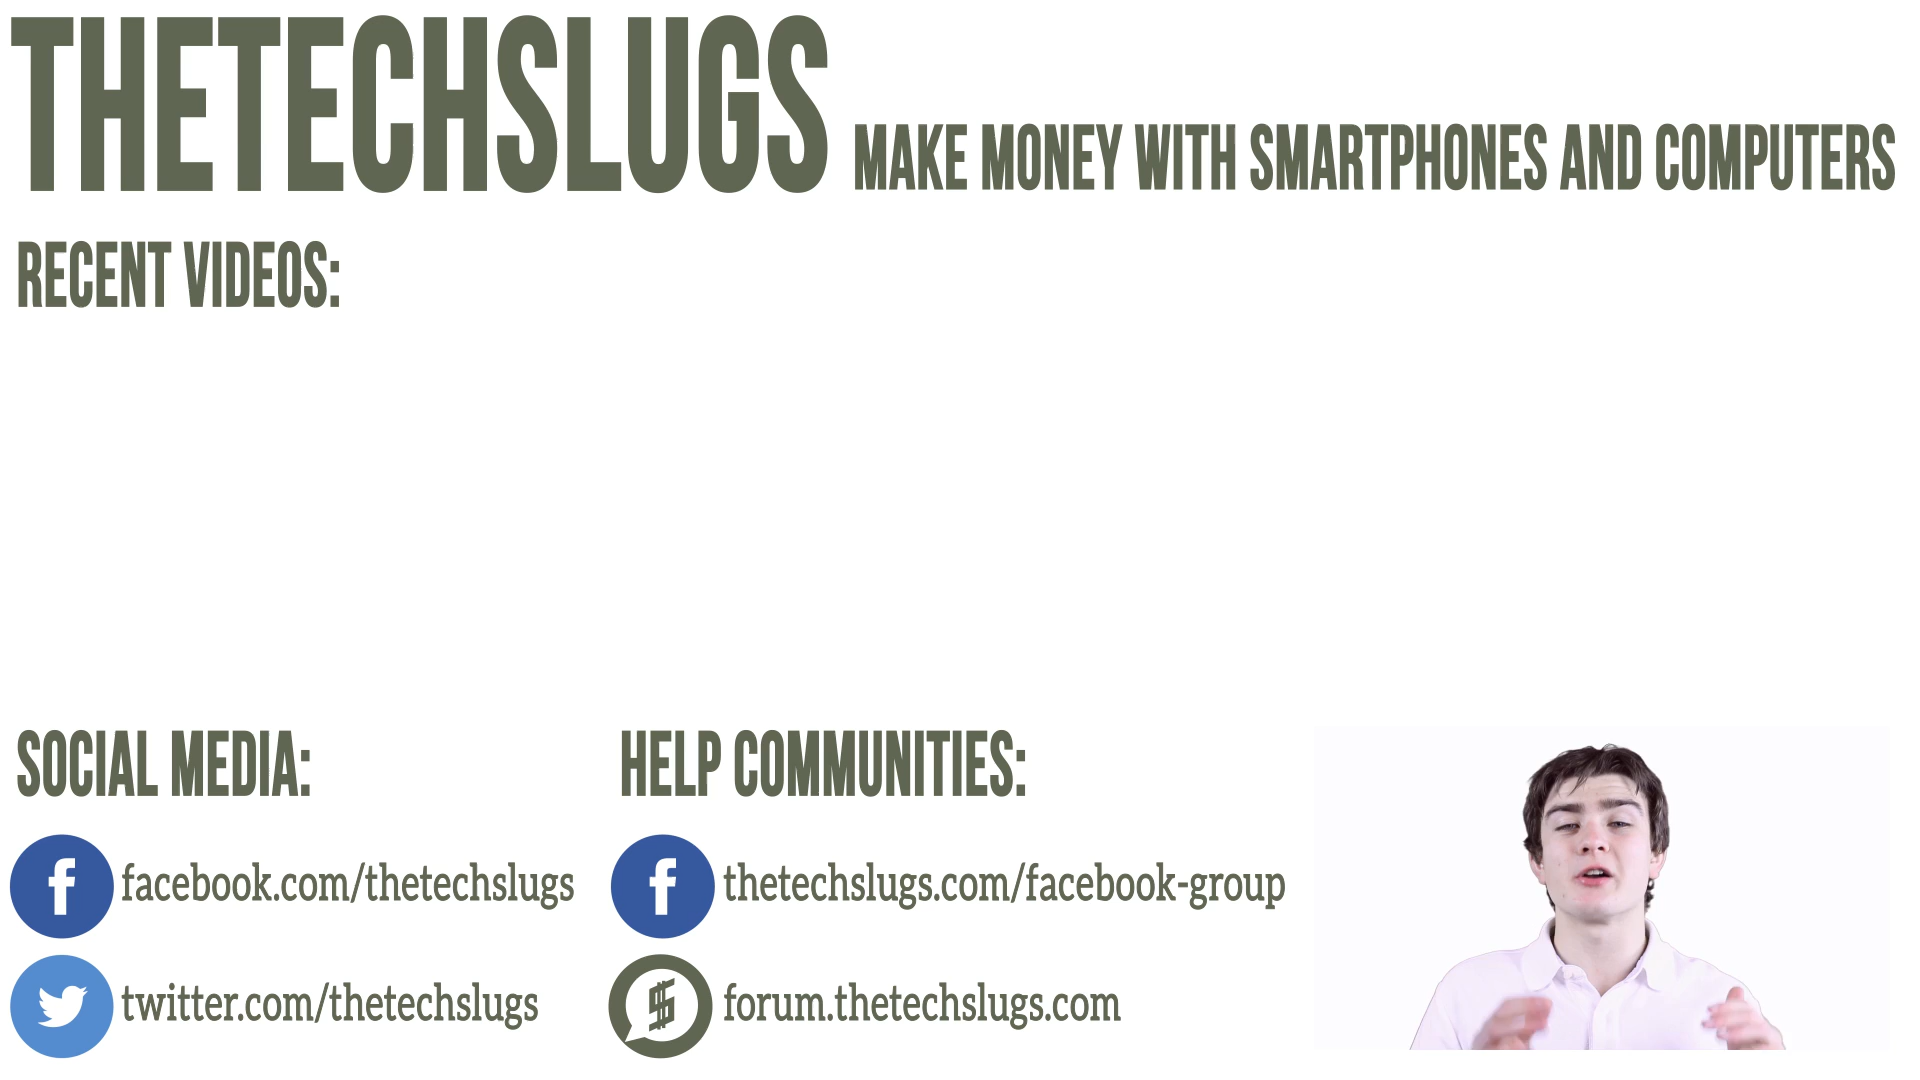 THETECHSLUGS MAKE MONEY WITH SMARTPHONES AND COMPUTERS
RECENT VIDEOS:
SOCIAL MEDIA:
facebook.com/thetechslugs
twitter.com/thetechslugs
HELP COMMUNITIES:
thetechslugs.com/facebook-group
forum.thetechslugs.com